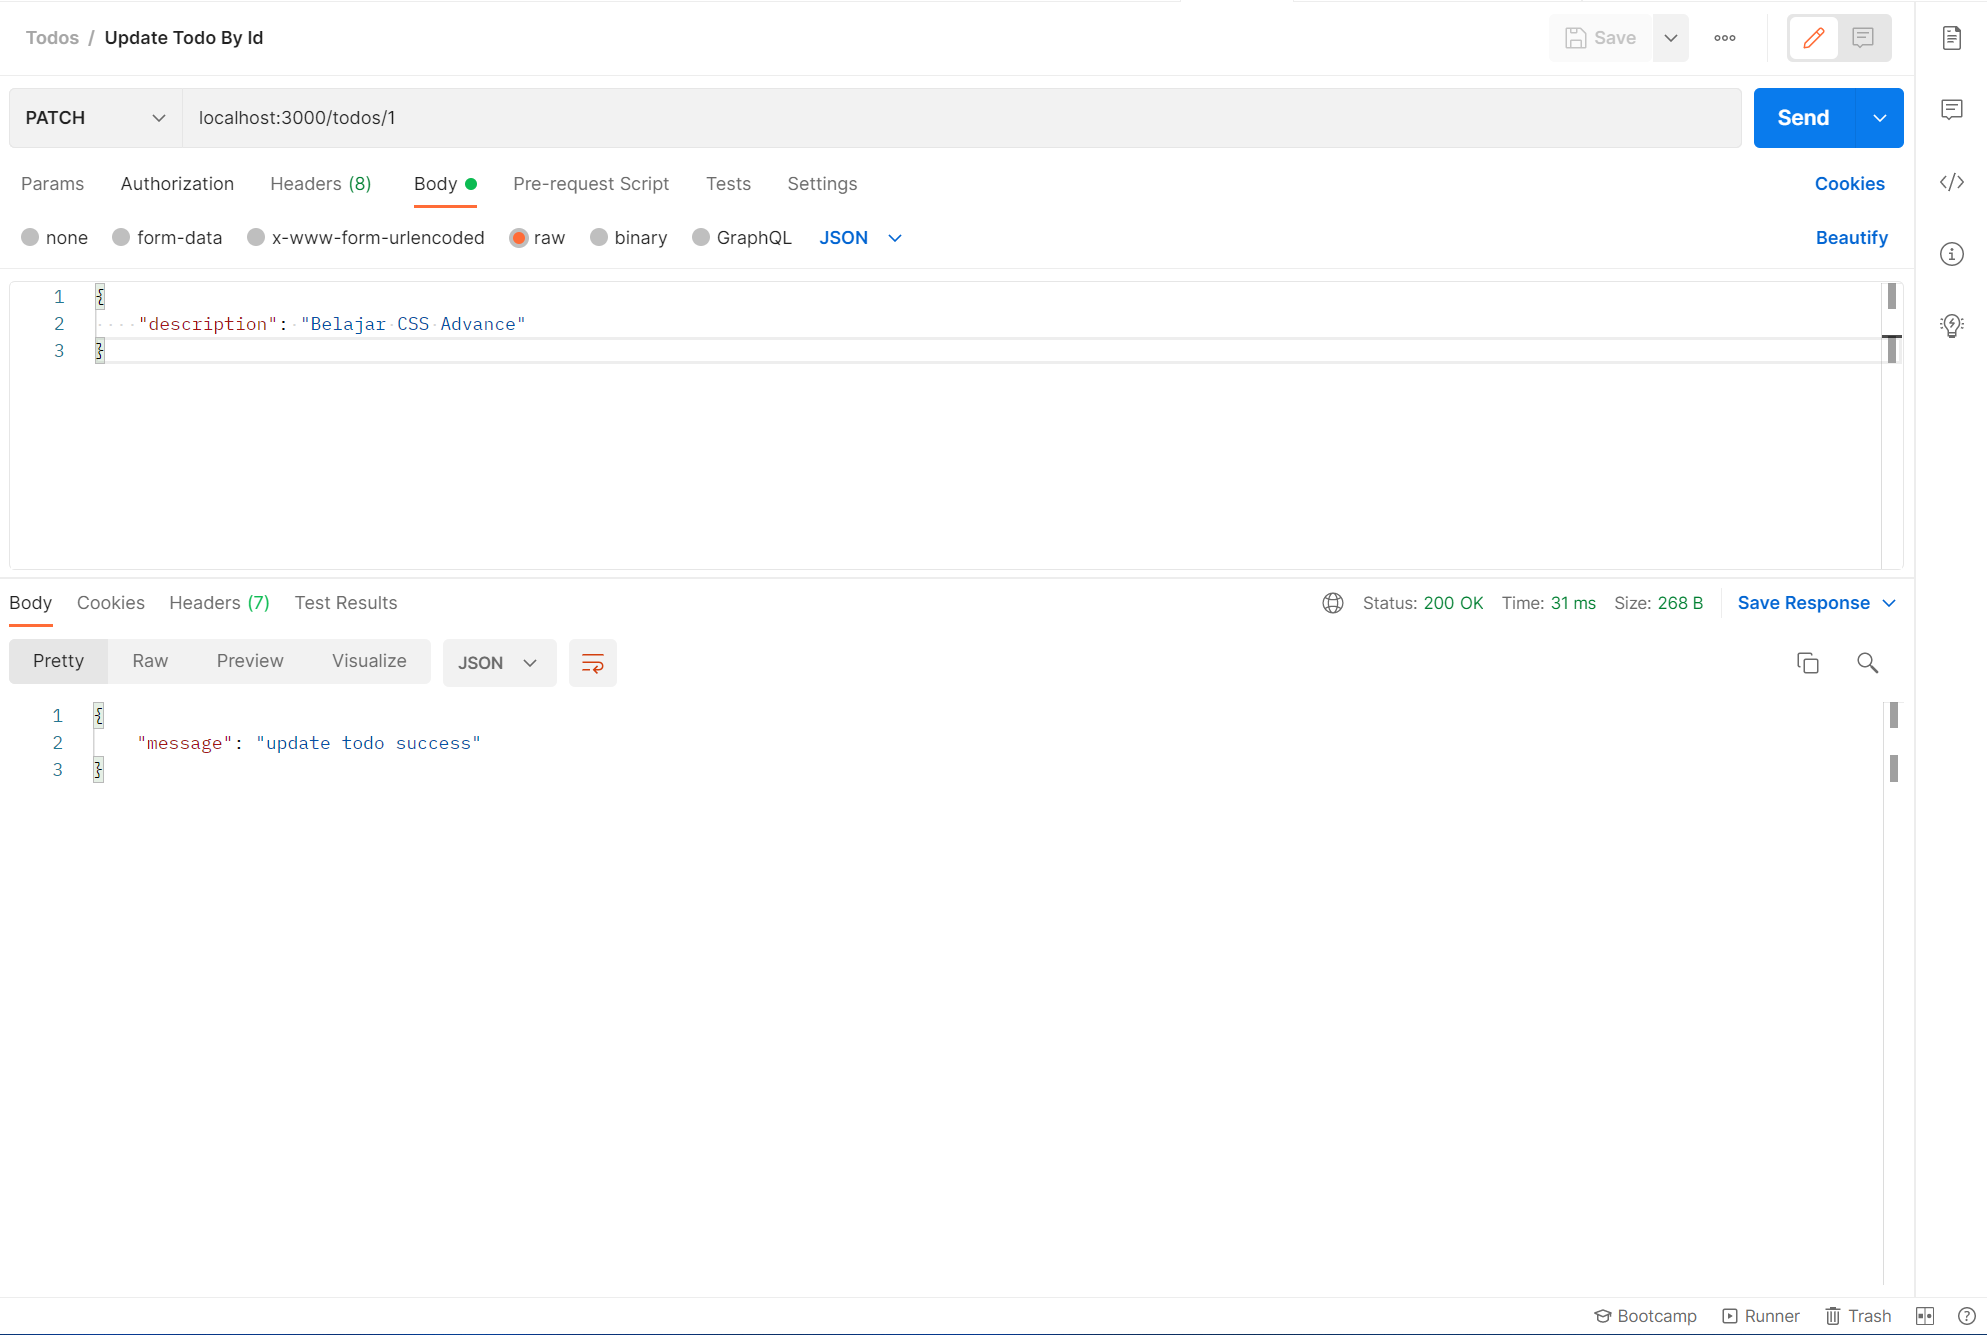 Todos / Update Todo By Id
Save
PATCH
localhost:3000/todos/1
Send
Params Authorization Headers (8) Body Pre-request Script Tests Settings Cookies
none form-data x-www-form-urlencoded raw binary GraphQL JSON Beautify
1 {
2 ····"description":·"Belajar·CSS·Advance"
3 }
Body Cookies Headers (7) Test Results Status: 200 OK Time: 31 ms Size: 268 B Save Response
Pretty Raw Preview Visualize JSON
1 {
2 "message": "update todo success"
3 }
Bootcamp Runner Trash